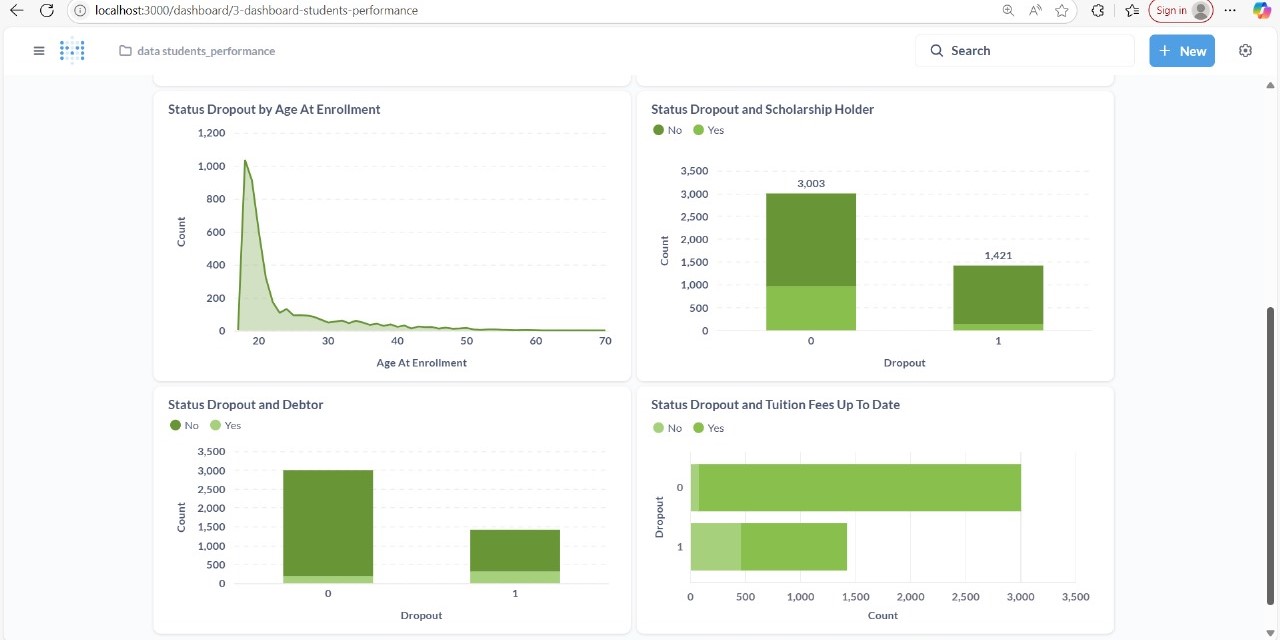 localhost:3000/dashboard/3-dashboard-students-performance
Sign in
data students_performance
Search
+ New
Status Dropout by Age At Enrollment
1,200
1,000
800
600
400
200
0
Count
20 30 40 50 60 70
Age At Enrollment
Status Dropout and Scholarship Holder
No Yes
3,500
3,000
2,500
2,000
1,500
1,000
500
0
Count
3,003
1,421
0 1
Dropout
Status Dropout and Debtor
No Yes
3,500
3,000
2,500
2,000
1,500
1,000
500
0
Count
0 1
Dropout
Status Dropout and Tuition Fees Up To Date
No Yes
Dropout
0
1
0 500 1,000 1,500 2,000 2,500 3,000 3,500
Count